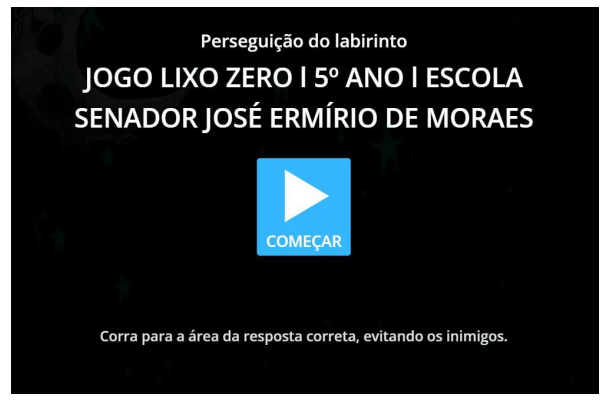 Perseguição do labirinto
JOGO LIXO ZERO l 5º ANO l ESCOLA
SENADOR JOSÉ ERMÍRIO DE MORAES
COMEÇAR
Corra para a área da resposta correta, evitando os inimigos.